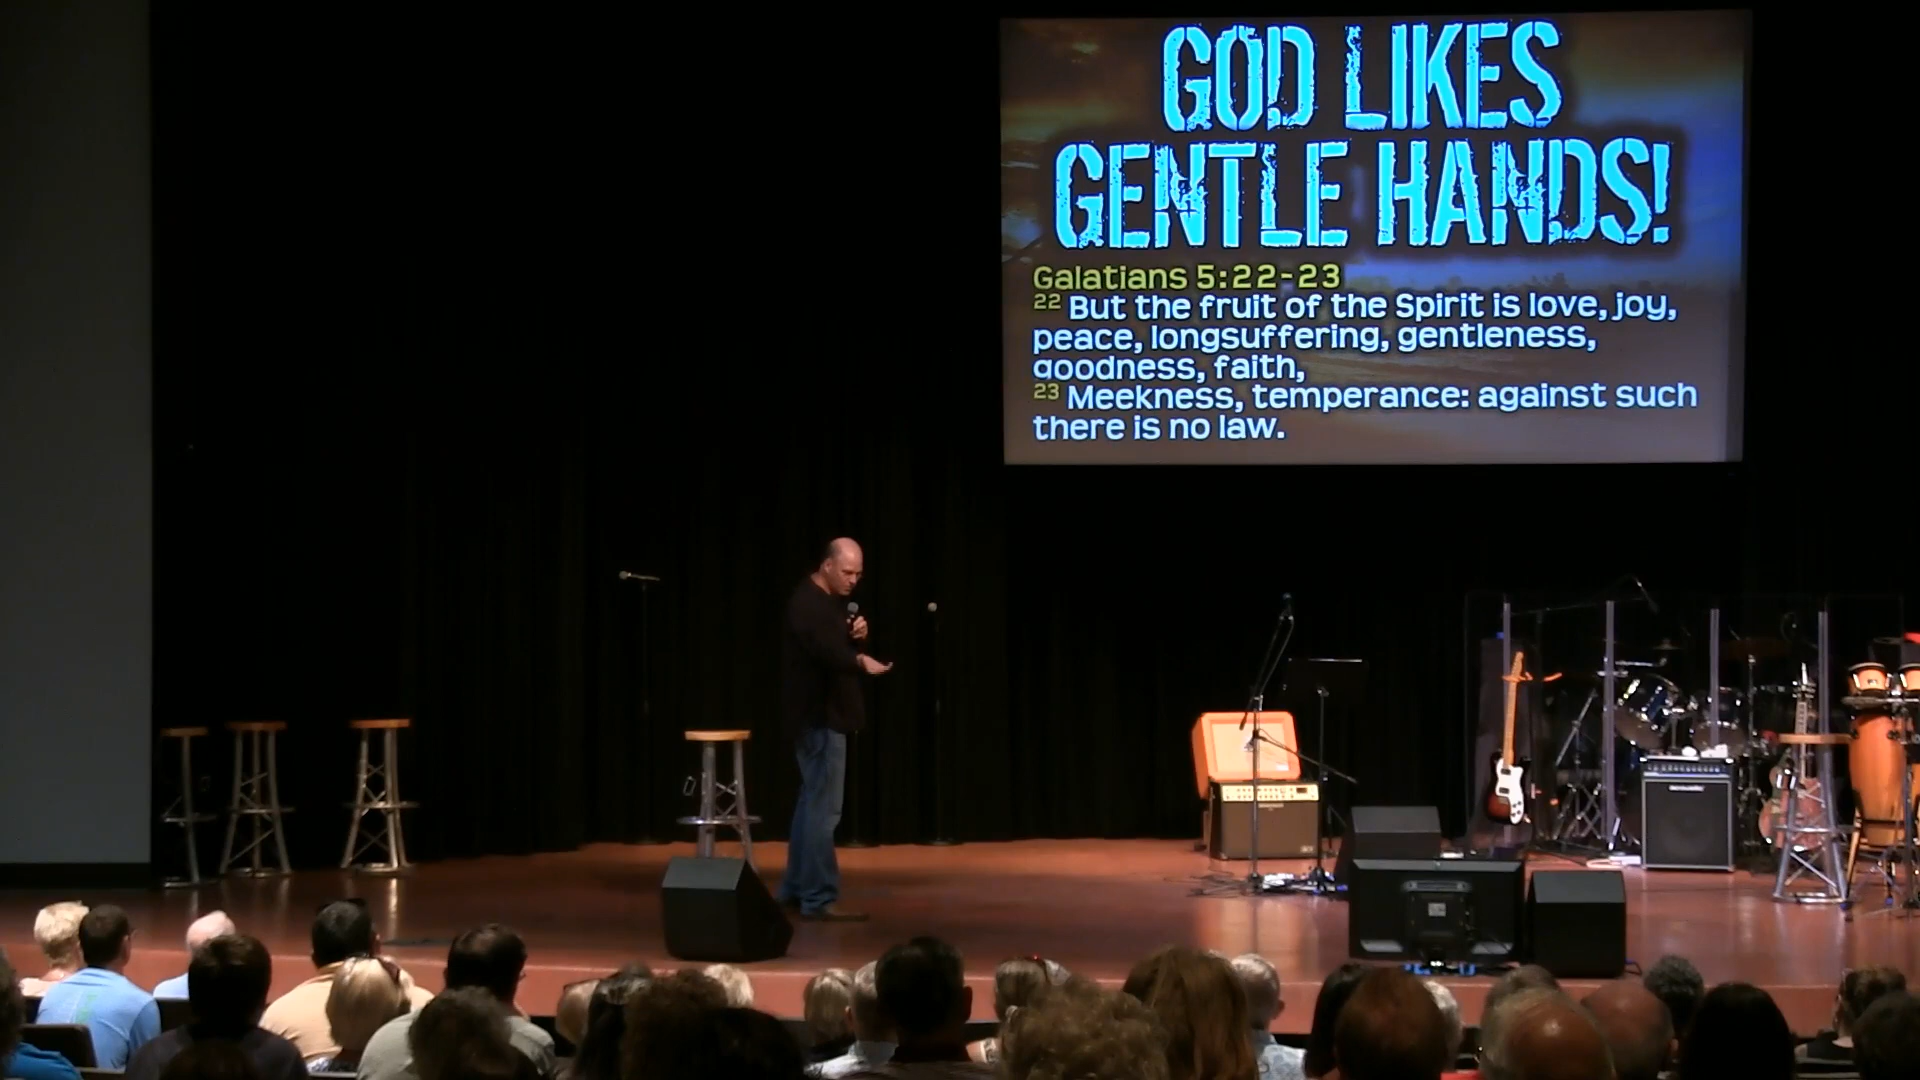 GOD LIKES
GENTLE HANDS!
Galatians 5:22-23
22 But the fruit of the Spirit is love, joy,
peace, longsuffering, gentleness,
goodness, faith,
23 Meekness, temperance: against such
there is no law.